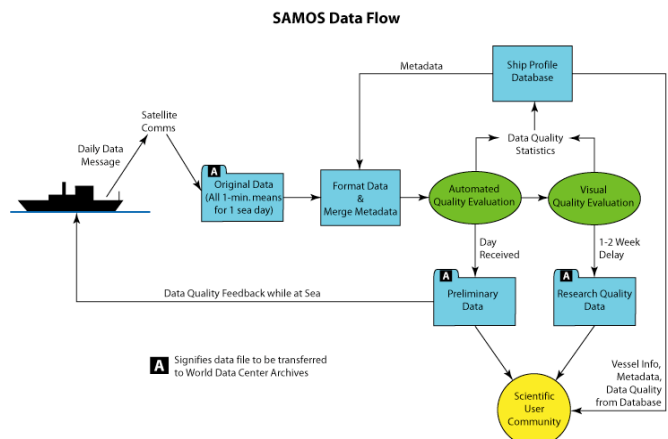 SAMOS Data Flow
Metadata
Ship Profile
Database
Satellite
Comms
Daily Data
Message
Data Quality
Statistics
A
Original Data
(All 1-min. means
for 1 sea day)
Format Data
&
Merge Metadata
Automated
Quality Evaluation
Visual
Quality Evaluation
Day
Received
1-2 Week
Delay
A
Preliminary
Data
A
Research Quality
Data
Data Quality Feedback while at Sea
A
Signifies data file to be transferred
to World Data Center Archives
Vessel Info,
Metadata,
Data Quality
from Database
Scientific
User
Community